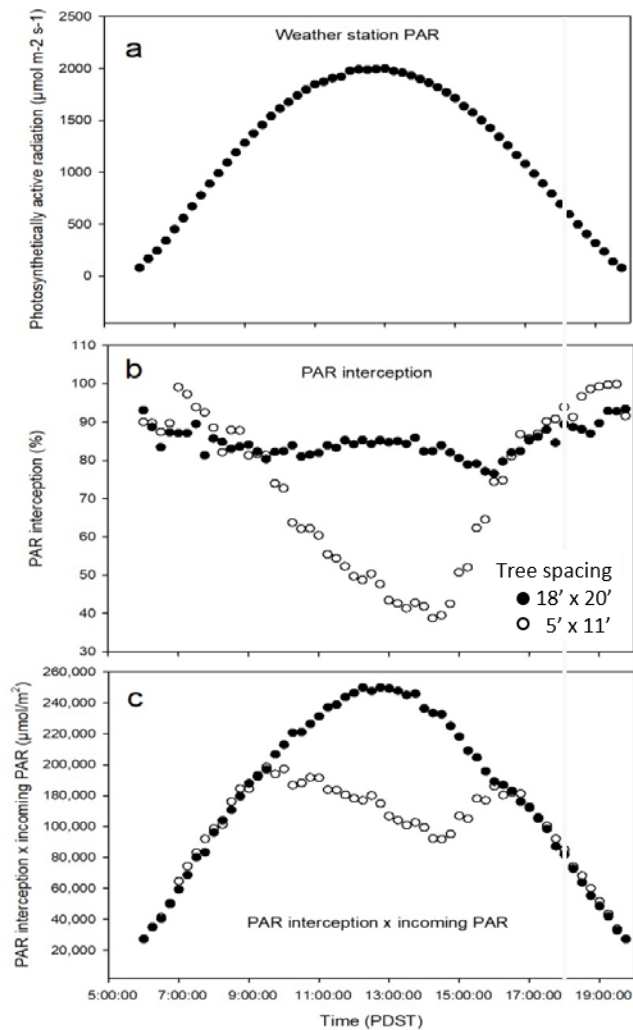 a
Weather station PAR
Photosynthetically active radiation (µmol m-2 s-1)
2500
2000
1500
1000
500
0
b
PAR interception
PAR interception (%)
110
100
90
80
70
60
50
40
30
Tree spacing
18’ x 20’
5’ x 11’
c
PAR interception x incoming PAR (µmol/m²)
260,000
240,000
220,000
200,000
180,000
160,000
140,000
120,000
100,000
80,000
60,000
40,000
20,000
PAR interception x incoming PAR
5:00:00 7:00:00 9:00:00 11:00:00 13:00:00 15:00:00 17:00:00 19:00:00
Time (PDST)